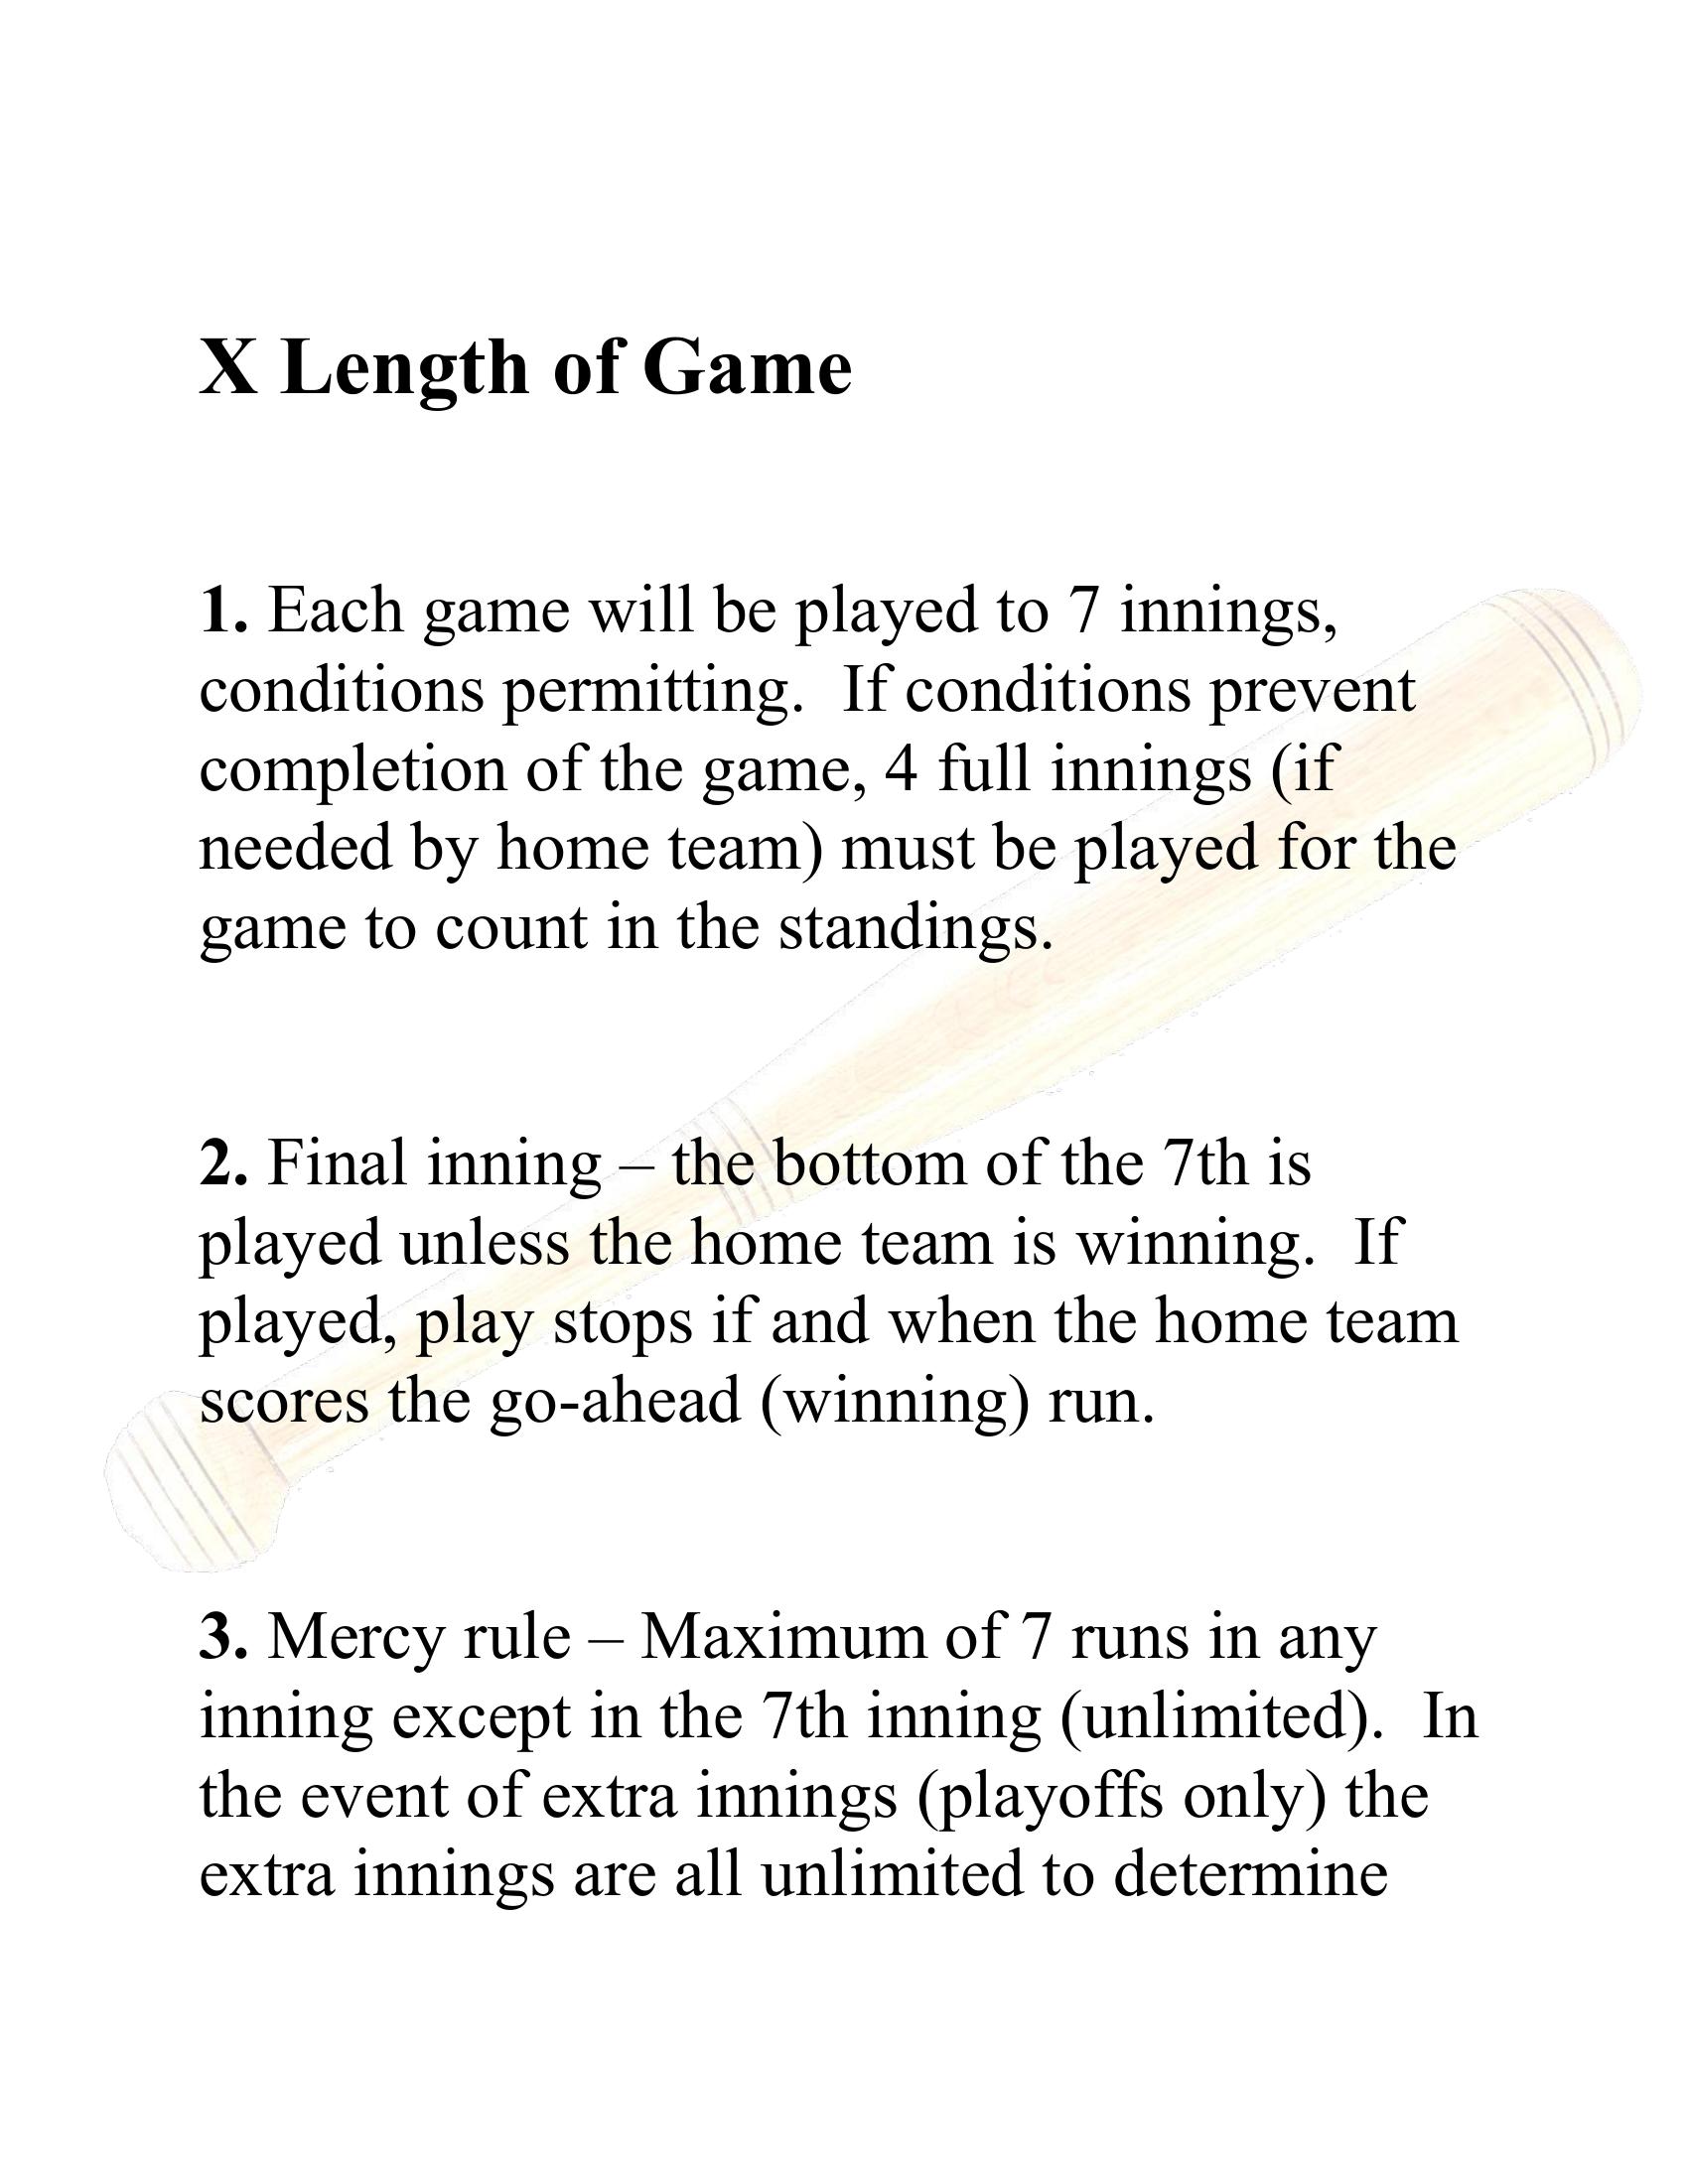 X Length of Game
1. Each game will be played to 7 innings,
conditions permitting.  If conditions prevent
completion of the game, 4 full innings (if
needed by home team) must be played for the
game to count in the standings.
2. Final inning – the bottom of the 7th is
played unless the home team is winning.  If
played, play stops if and when the home team
scores the go-ahead (winning) run.
3. Mercy rule – Maximum of 7 runs in any
inning except in the 7th inning (unlimited).  In
the event of extra innings (playoffs only) the
extra innings are all unlimited to determine